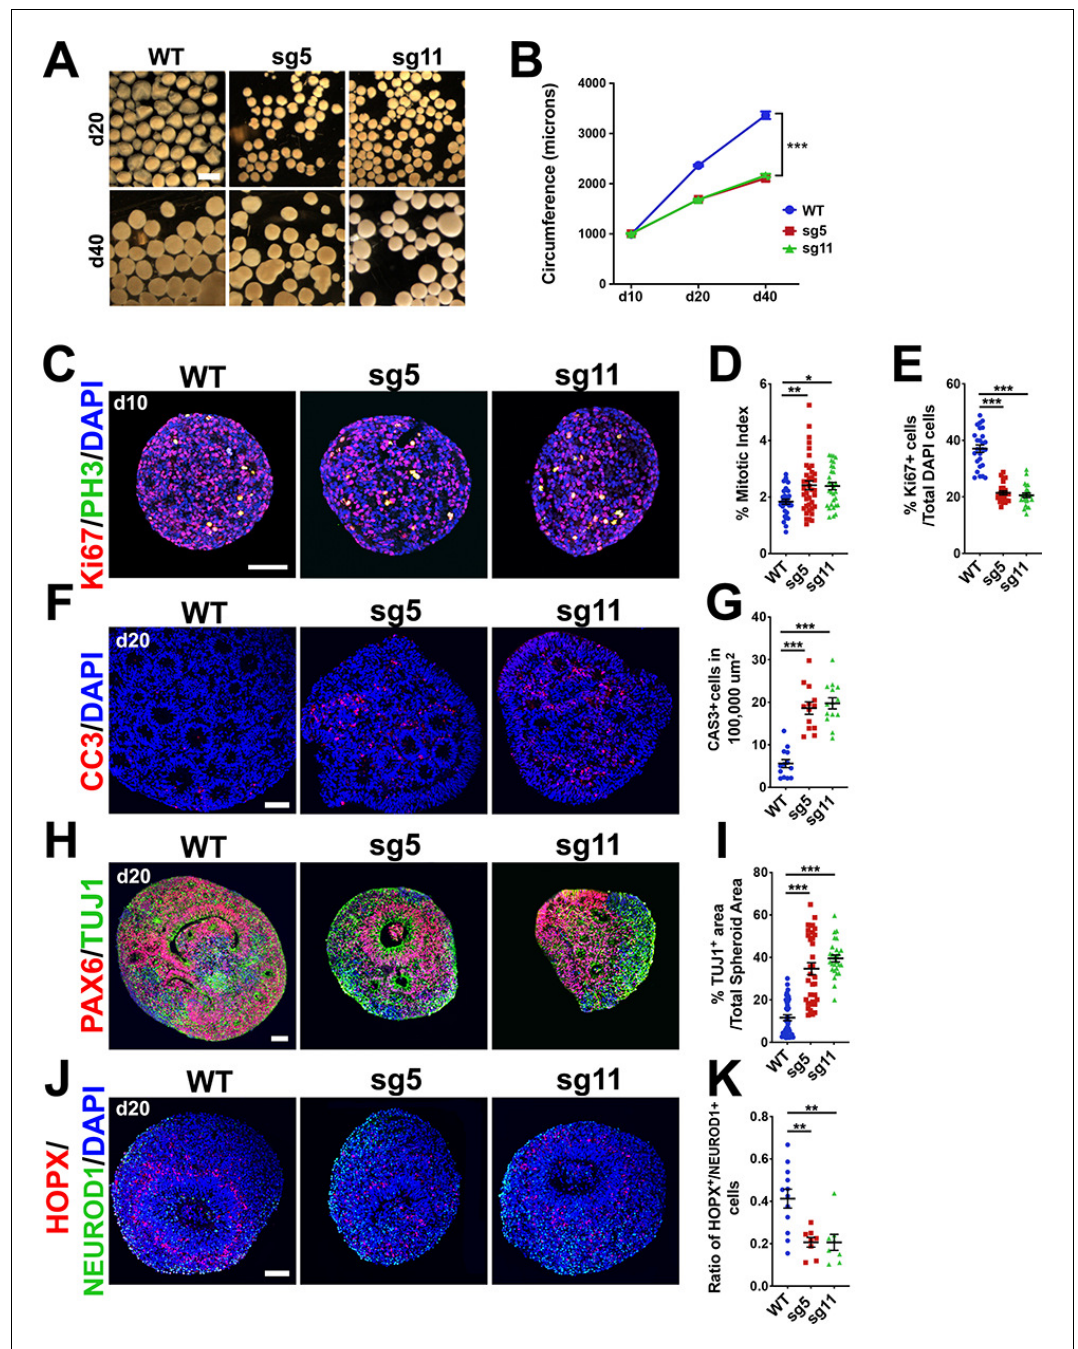 A
WT sg5 sg11
d20
d40
B
Circumference (microns)
4000
3000
2000
1000
0
d10 d20 d40
***
WT
sg5
sg11
C
WT sg5 sg11
Ki67/PH3/DAPI
d10
D
% Mitotic Index
6
4
2
0
* 
**
WT sg5 sg11
E
% Ki67+ cells
/Total DAPI cells
60
40
20
0
***
***
WT sg5 sg11
F
WT sg5 sg11
CC3/DAPI
d20
G
CAS3+cells in
100,000 um²
40
30
20
10
0
***
***
WT sg5 sg11
H
WT sg5 sg11
PAX6/TUJ1
d20
I
% TUJ1⁺ area
/Total Spheroid Area
80
60
40
20
0
***
***
WT sg5 sg11
J
WT sg5 sg11
HOPX/
NEUROD1/DAPI
d20
K
Ratio of HOPX⁺/NEUROD1+
cells
0.8
0.6
0.4
0.2
0.0
**
**
WT sg5 sg11